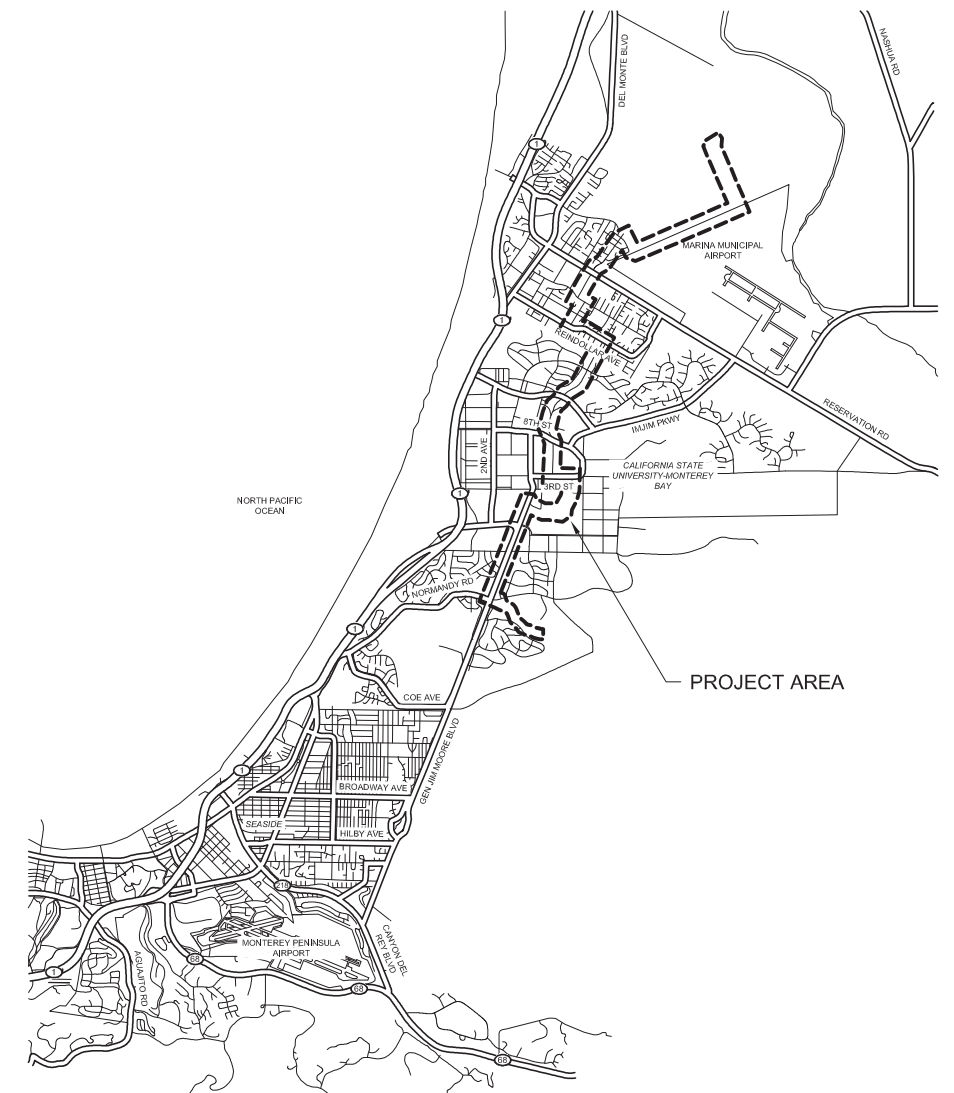 NASHUA RD
DEL MONTE BLVD
1
MARINA MUNICIPAL
AIRPORT
1
REINDOLLAR AVE
RESERVATION RD
8TH ST
IMJIM PKWY
2ND AVE
CALIFORNIA STATE
UNIVERSITY-MONTEREY
BAY
3RD ST
1
NORTH PACIFIC
OCEAN
NORMANDY RD
1
PROJECT AREA
COE AVE
GEN JIM MOORE BLVD
1
BROADWAY AVE
SEASIDE
HILBY AVE
218
CANYON DEL
REY BLVD
MONTEREY PENINSULA
AIRPORT
68
1
AGUAJITO RD
68
68